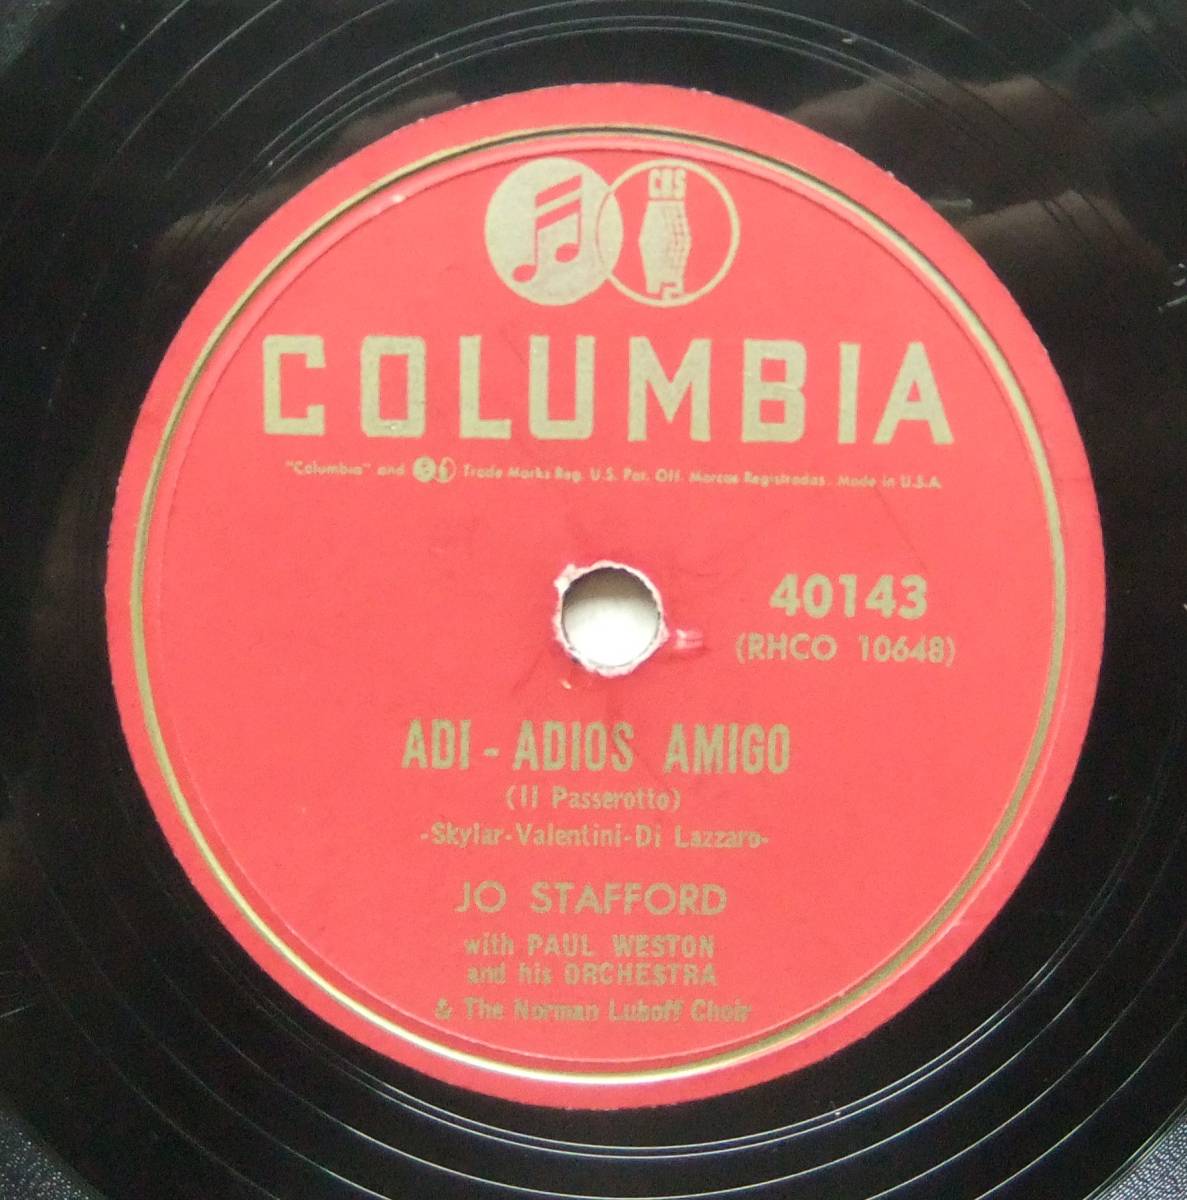 CBS
COLUMBIA
"Columbia" and Trade Marks Reg. U.S. Pat. Off. Marcas Registradas. Made in U.S.A.
40143
(RHCO 10648)
ADI - ADIOS AMIGO
(Il Passerotto)
-Skylar-Valentini-Di Lazzaro-
JO STAFFORD
with PAUL WESTON
and his ORCHESTRA
& The Norman Luboff Choir